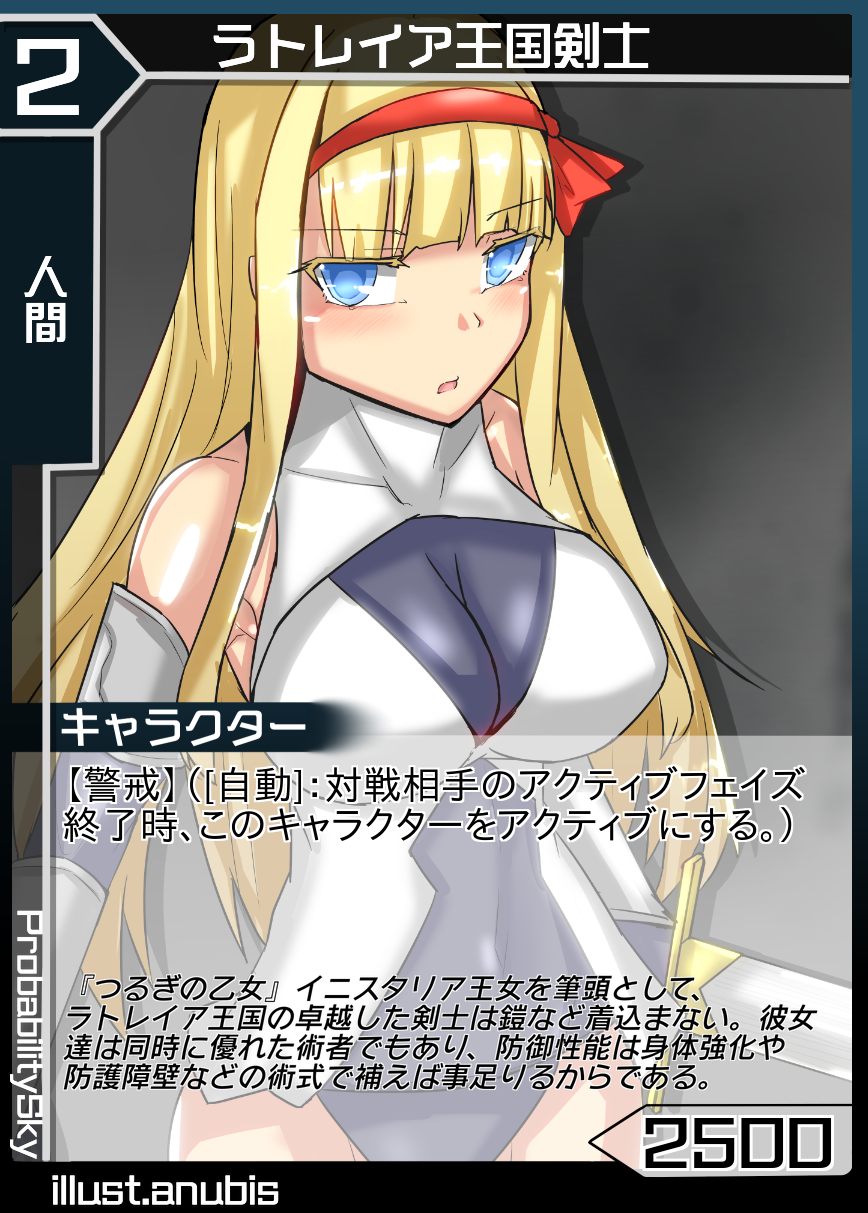 2
ラトレイア王国剣士
人間
キャラクター
【警戒】（[自動]：対戦相手のアクティブフェイズ
終了時、このキャラクターをアクティブにする。）
『つるぎの乙女』イニスタリア王女を筆頭として、
ラトレイア王国の卓越した剣士は鎧など着込まない。彼女
達は同時に優れた術者でもあり、防御性能は身体強化や
防護障壁などの術式で補えば事足りるからである。
ProbabilitySky
2500
illust.anubis